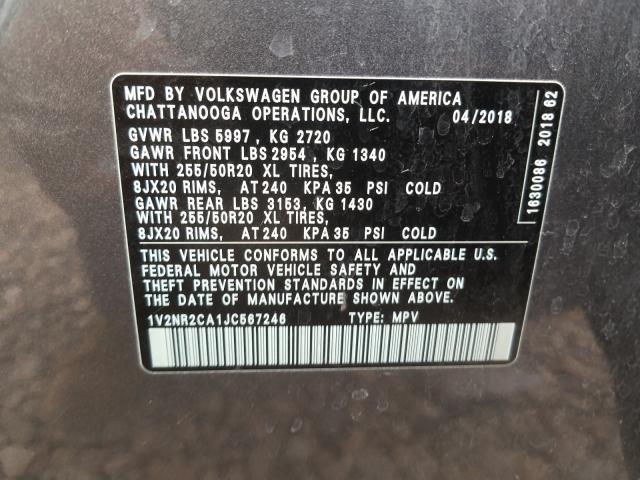 MFD BY VOLKSWAGEN GROUP OF AMERICA
CHATTANOOGA OPERATIONS, LLC. 04/2018
GVWR LBS 5997, KG 2720
GAWR FRONT LBS 2954, KG 1340
WITH 255/50R20 XL TIRES,
8JX20 RIMS, AT 240 KPA 35 PSI COLD
GAWR REAR LBS 3153, KG 1430
WITH 255/50R20 XL TIRES,
8JX20 RIMS, AT 240 KPA 35 PSI COLD
THIS VEHICLE CONFORMS TO ALL APPLICABLE U.S.
FEDERAL MOTOR VEHICLE SAFETY AND
THEFT PREVENTION STANDARDS IN EFFECT
ON THE DATE OF MANUFACTURE SHOWN ABOVE.
1V2NR2CA1JC567246 TYPE: MPV
1630086 2018 62